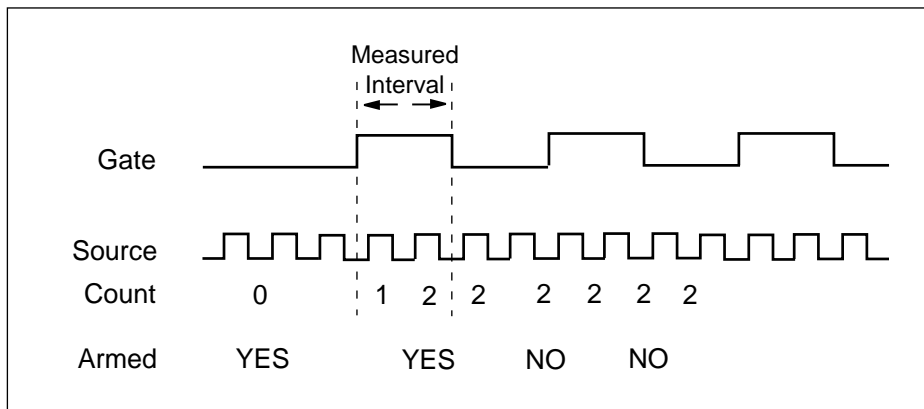 Measured
Interval
Gate
Source
Count 0 1 2 2 2 2 2 2
Armed YES YES NO NO